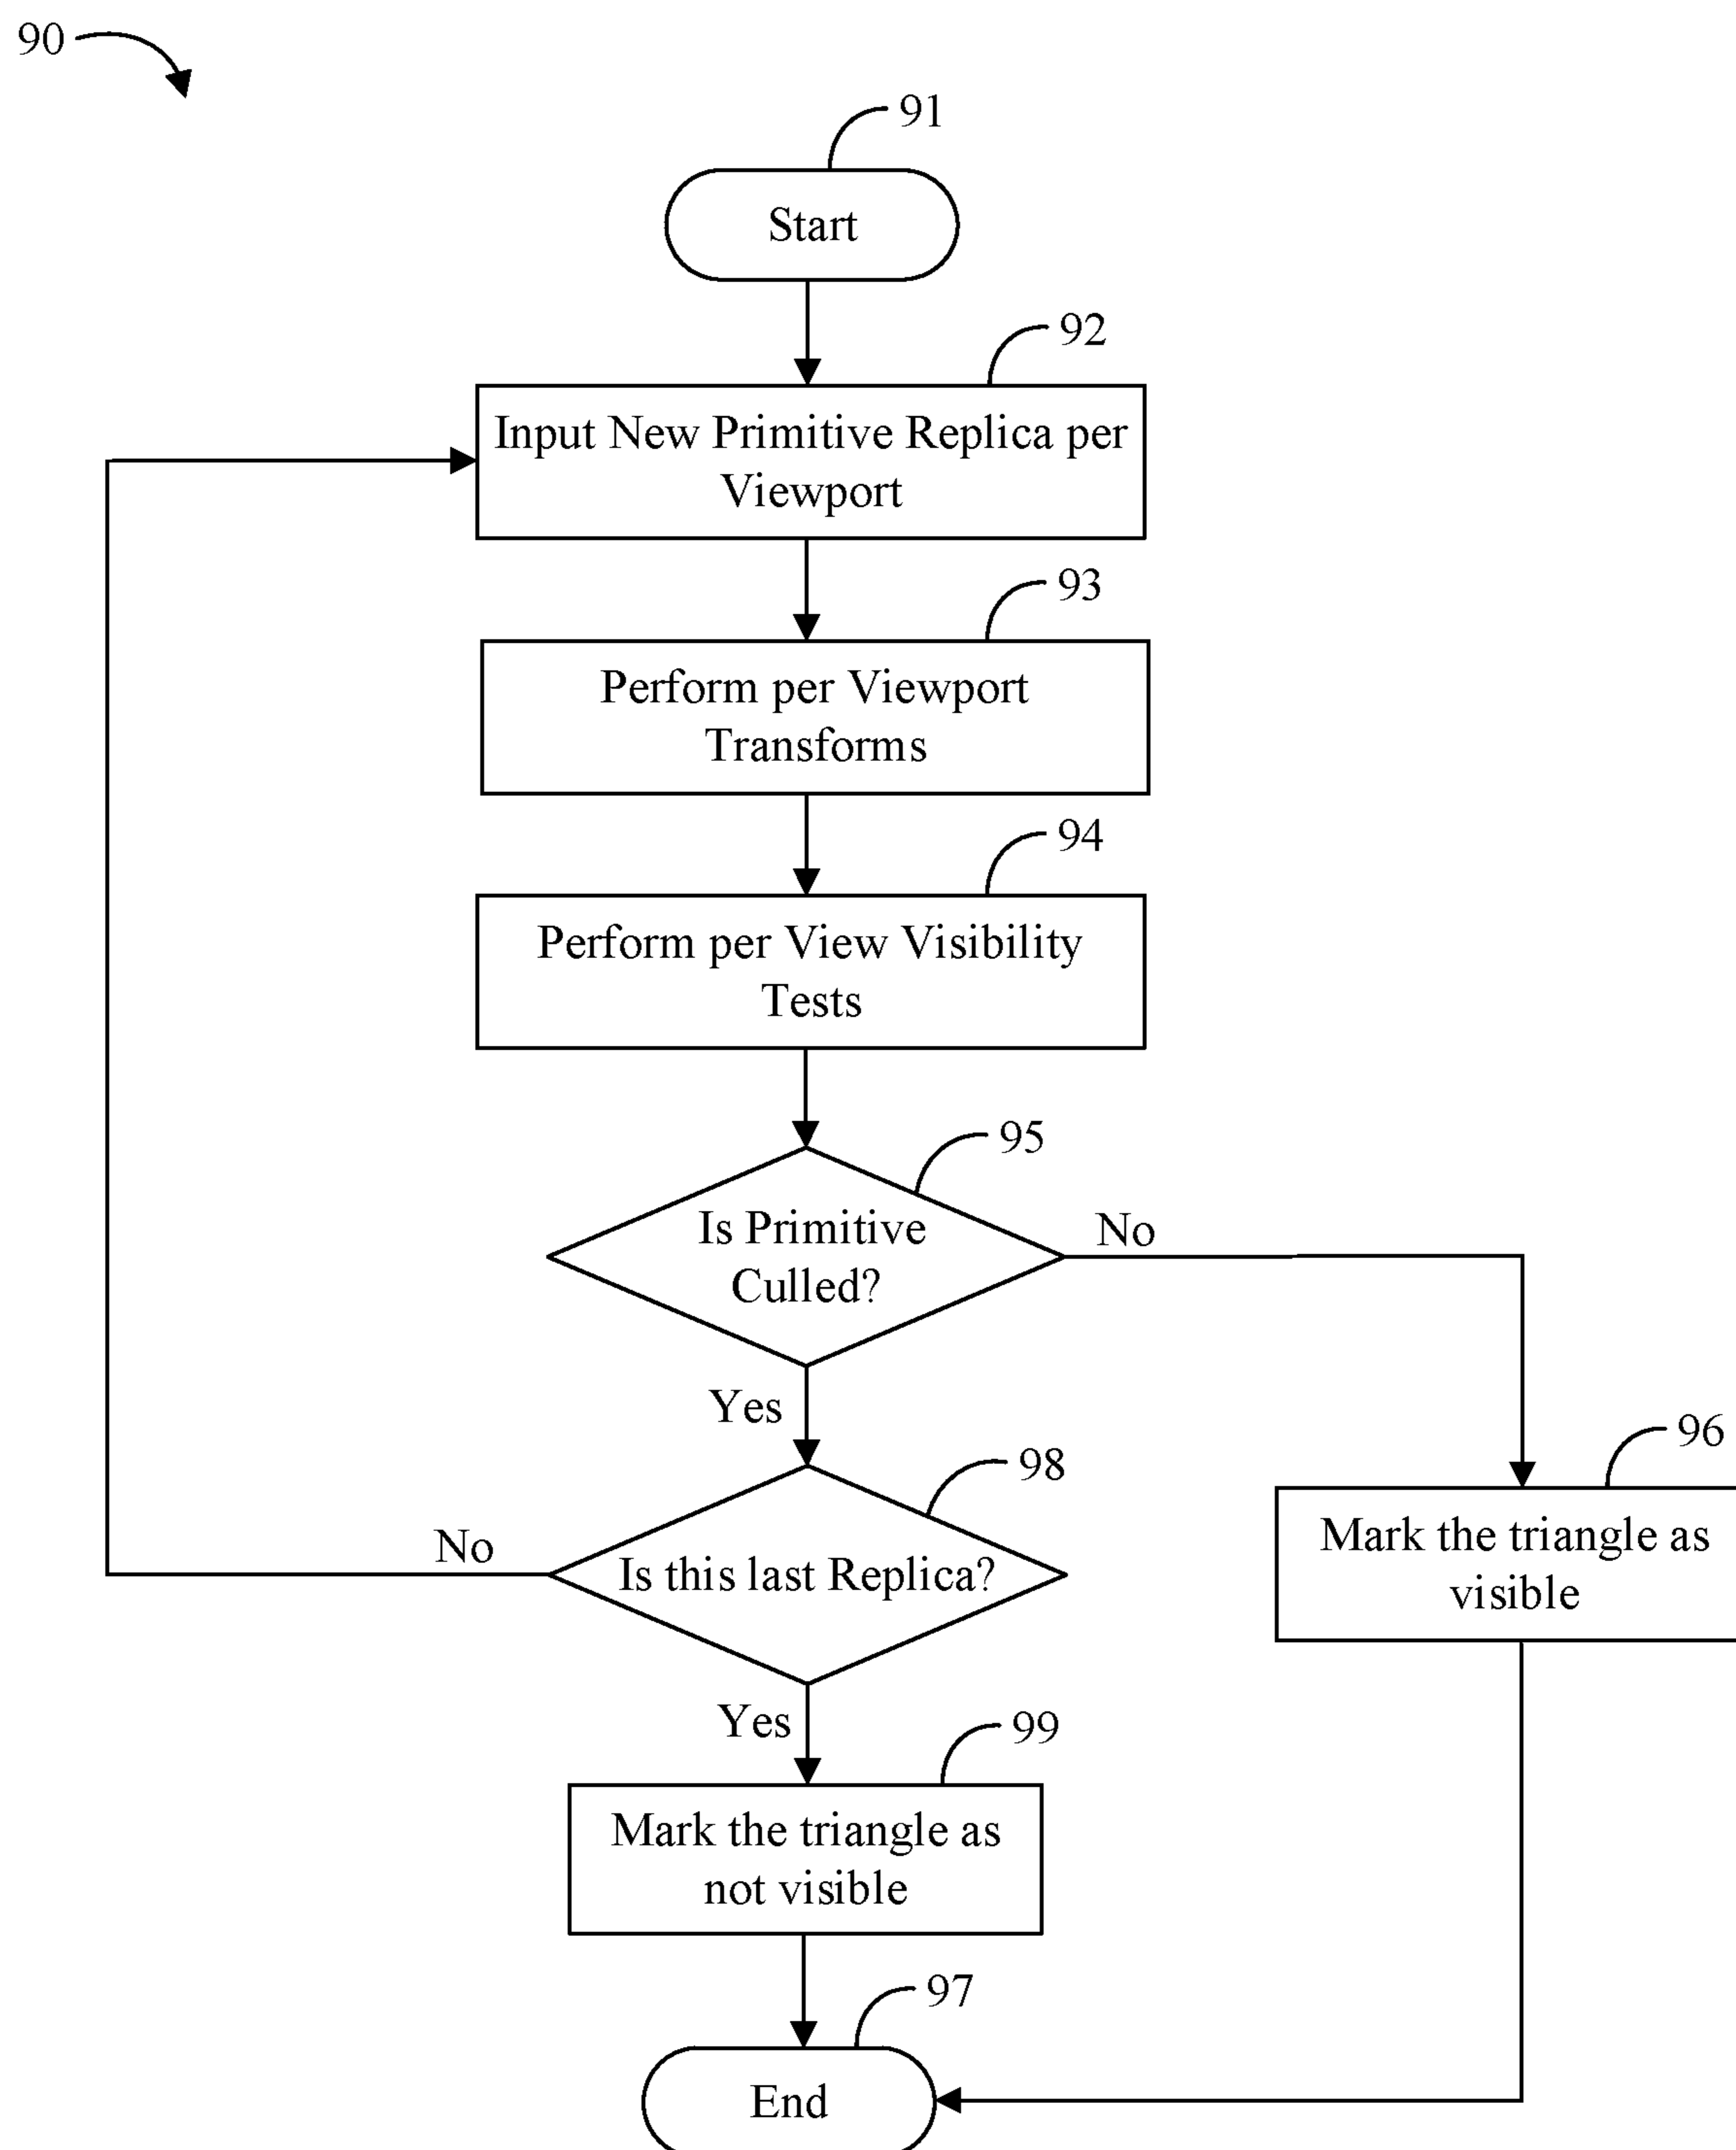 90
91
Start
92
Input New Primitive Replica per
Viewport
93
Perform per Viewport
Transforms
94
Perform per View Visibility
Tests
95
Is Primitive
Culled?
No
Yes
98
Is this last Replica?
No
96
Mark the triangle as
visible
Yes
99
Mark the triangle as
not visible
97
End